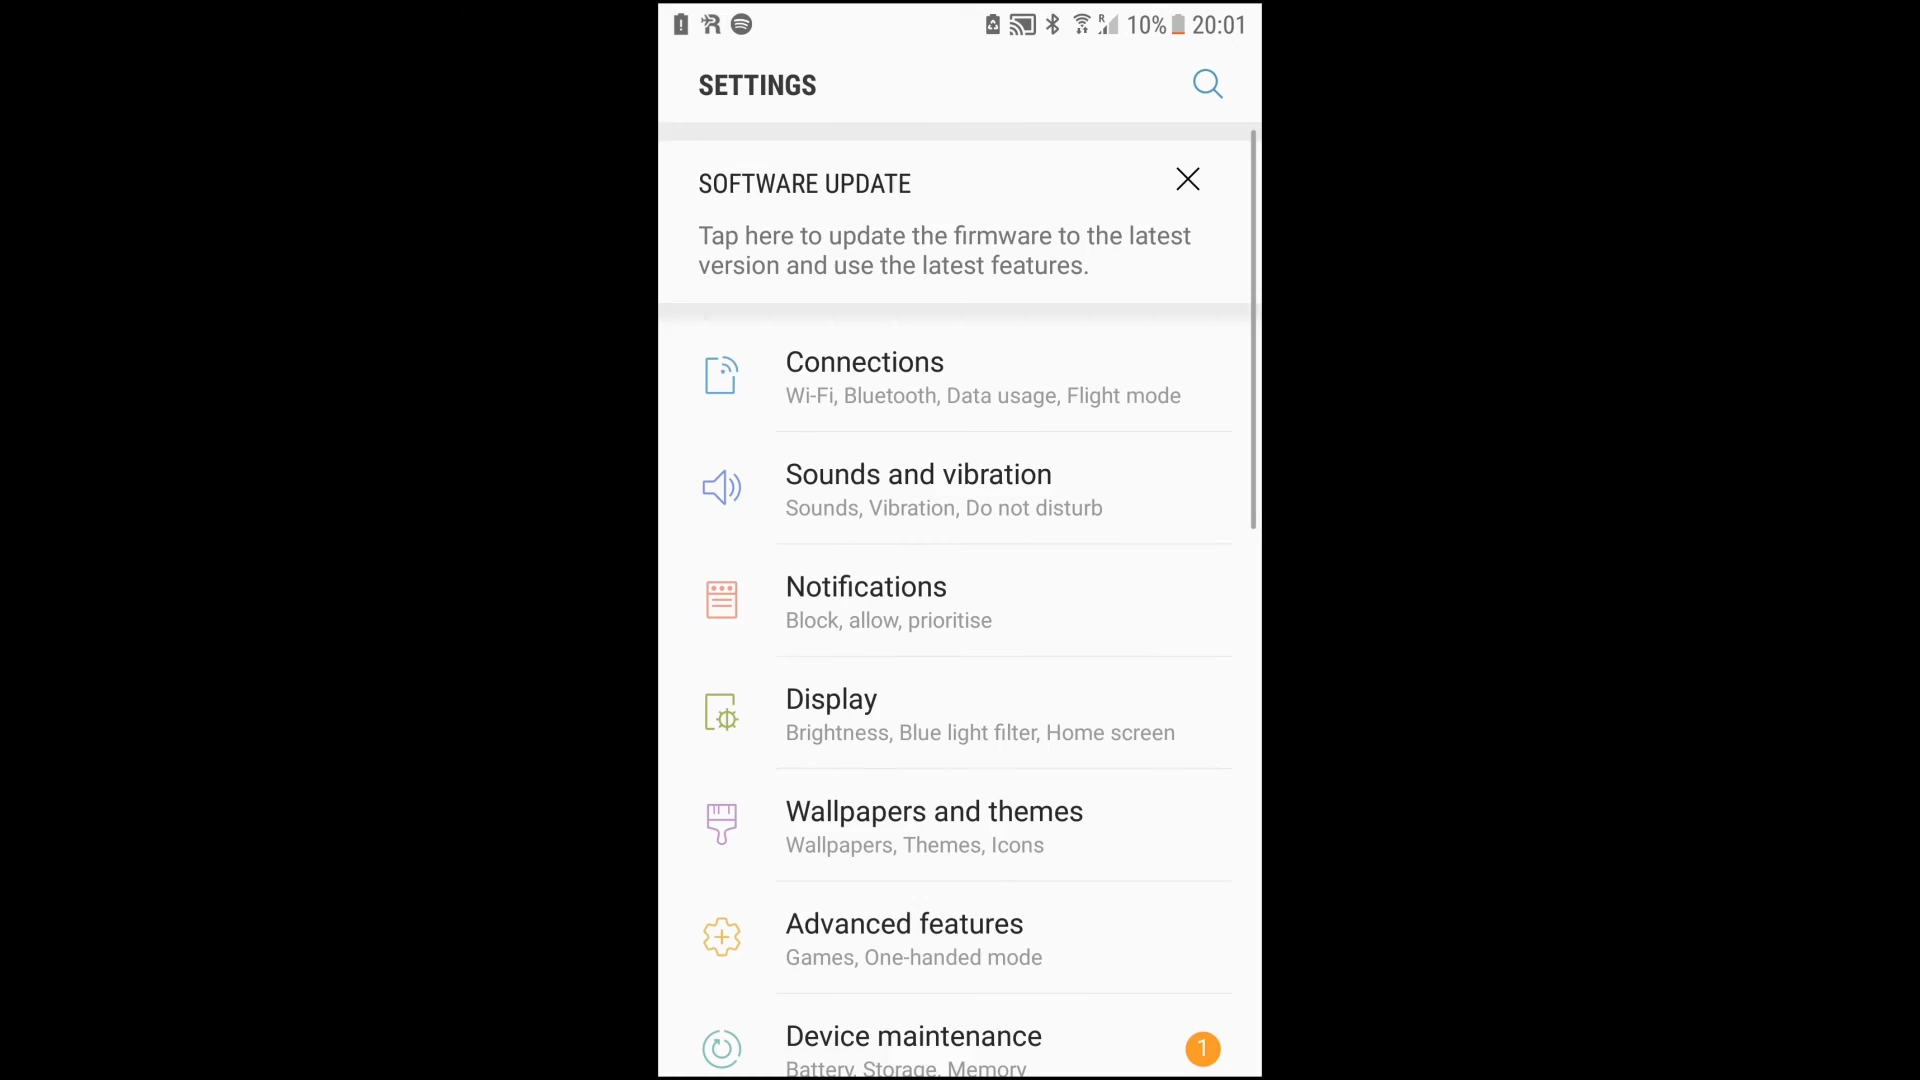 10% 20:01
SETTINGS
SOFTWARE UPDATE
Tap here to update the firmware to the latest
version and use the latest features.
Connections
Wi-Fi, Bluetooth, Data usage, Flight mode
Sounds and vibration
Sounds, Vibration, Do not disturb
Notifications
Block, allow, prioritise
Display
Brightness, Blue light filter, Home screen
Wallpapers and themes
Wallpapers, Themes, Icons
Advanced features
Games, One-handed mode
Device maintenance
1
Battery, Storage, Memory